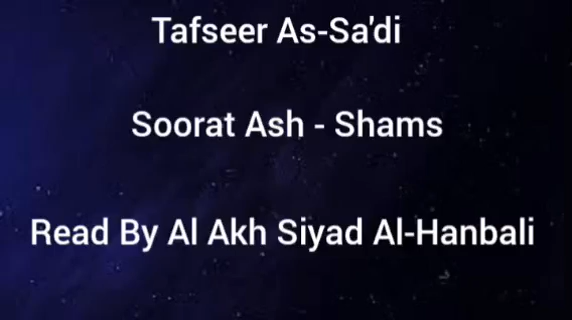 Tafseer As-Sa'di
Soorat Ash - Shams
Read By Al Akh Siyad Al-Hanbali